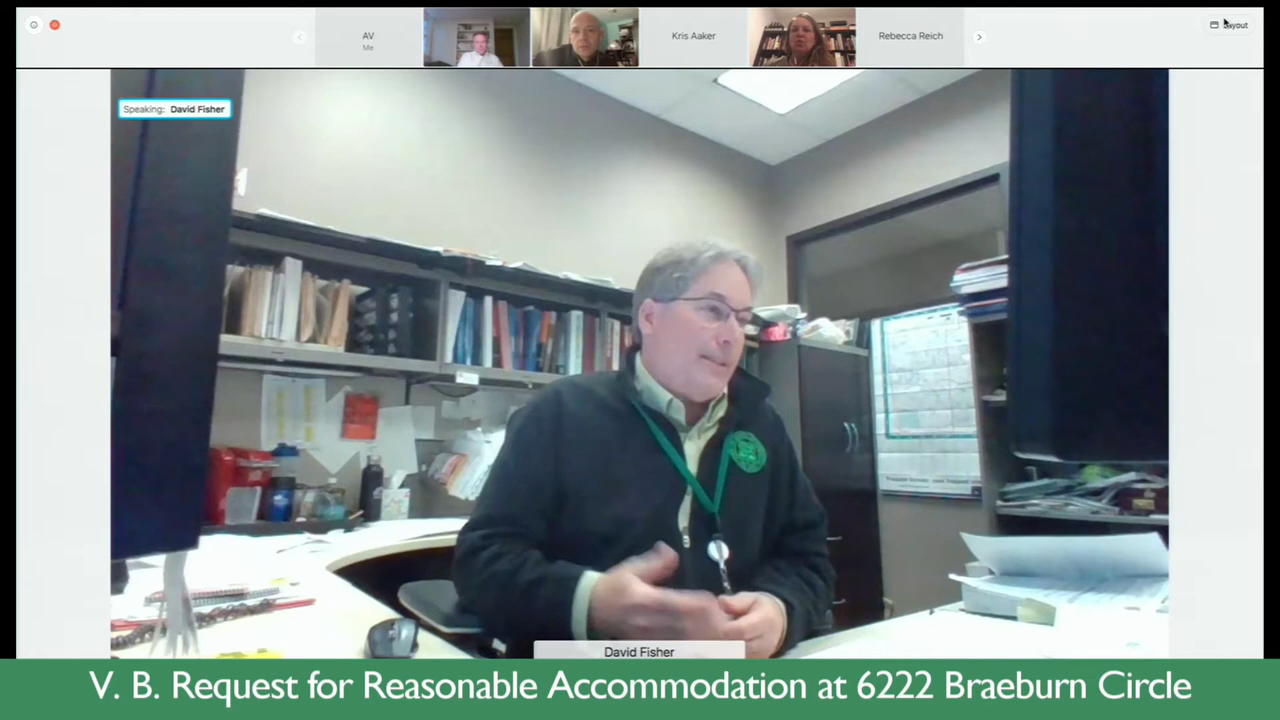 AV
Me
Kris Aaker
Rebecca Reich
Speaking: David Fisher
David Fisher
V. B. Request for Reasonable Accommodation at 6222 Braeburn Circle